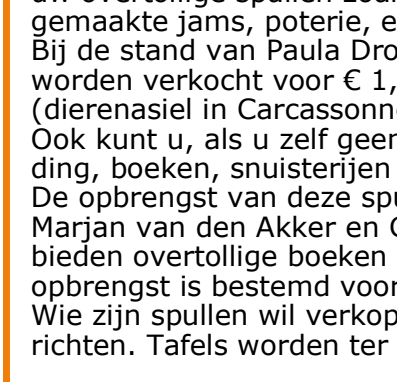 gemaakte jams, poterie, e
Bij de stand van Paula Dro
worden verkocht voor € 1,
(dierenasiel in Carcassonn
Ook kunt u, als u zelf geen
ding, boeken, snuisterijen
De opbrengst van deze sp
Marjan van den Akker en
bieden overtollige boeken
opbrengst is bestemd voor
Wie zijn spullen wil verkop
richten. Tafels worden ter